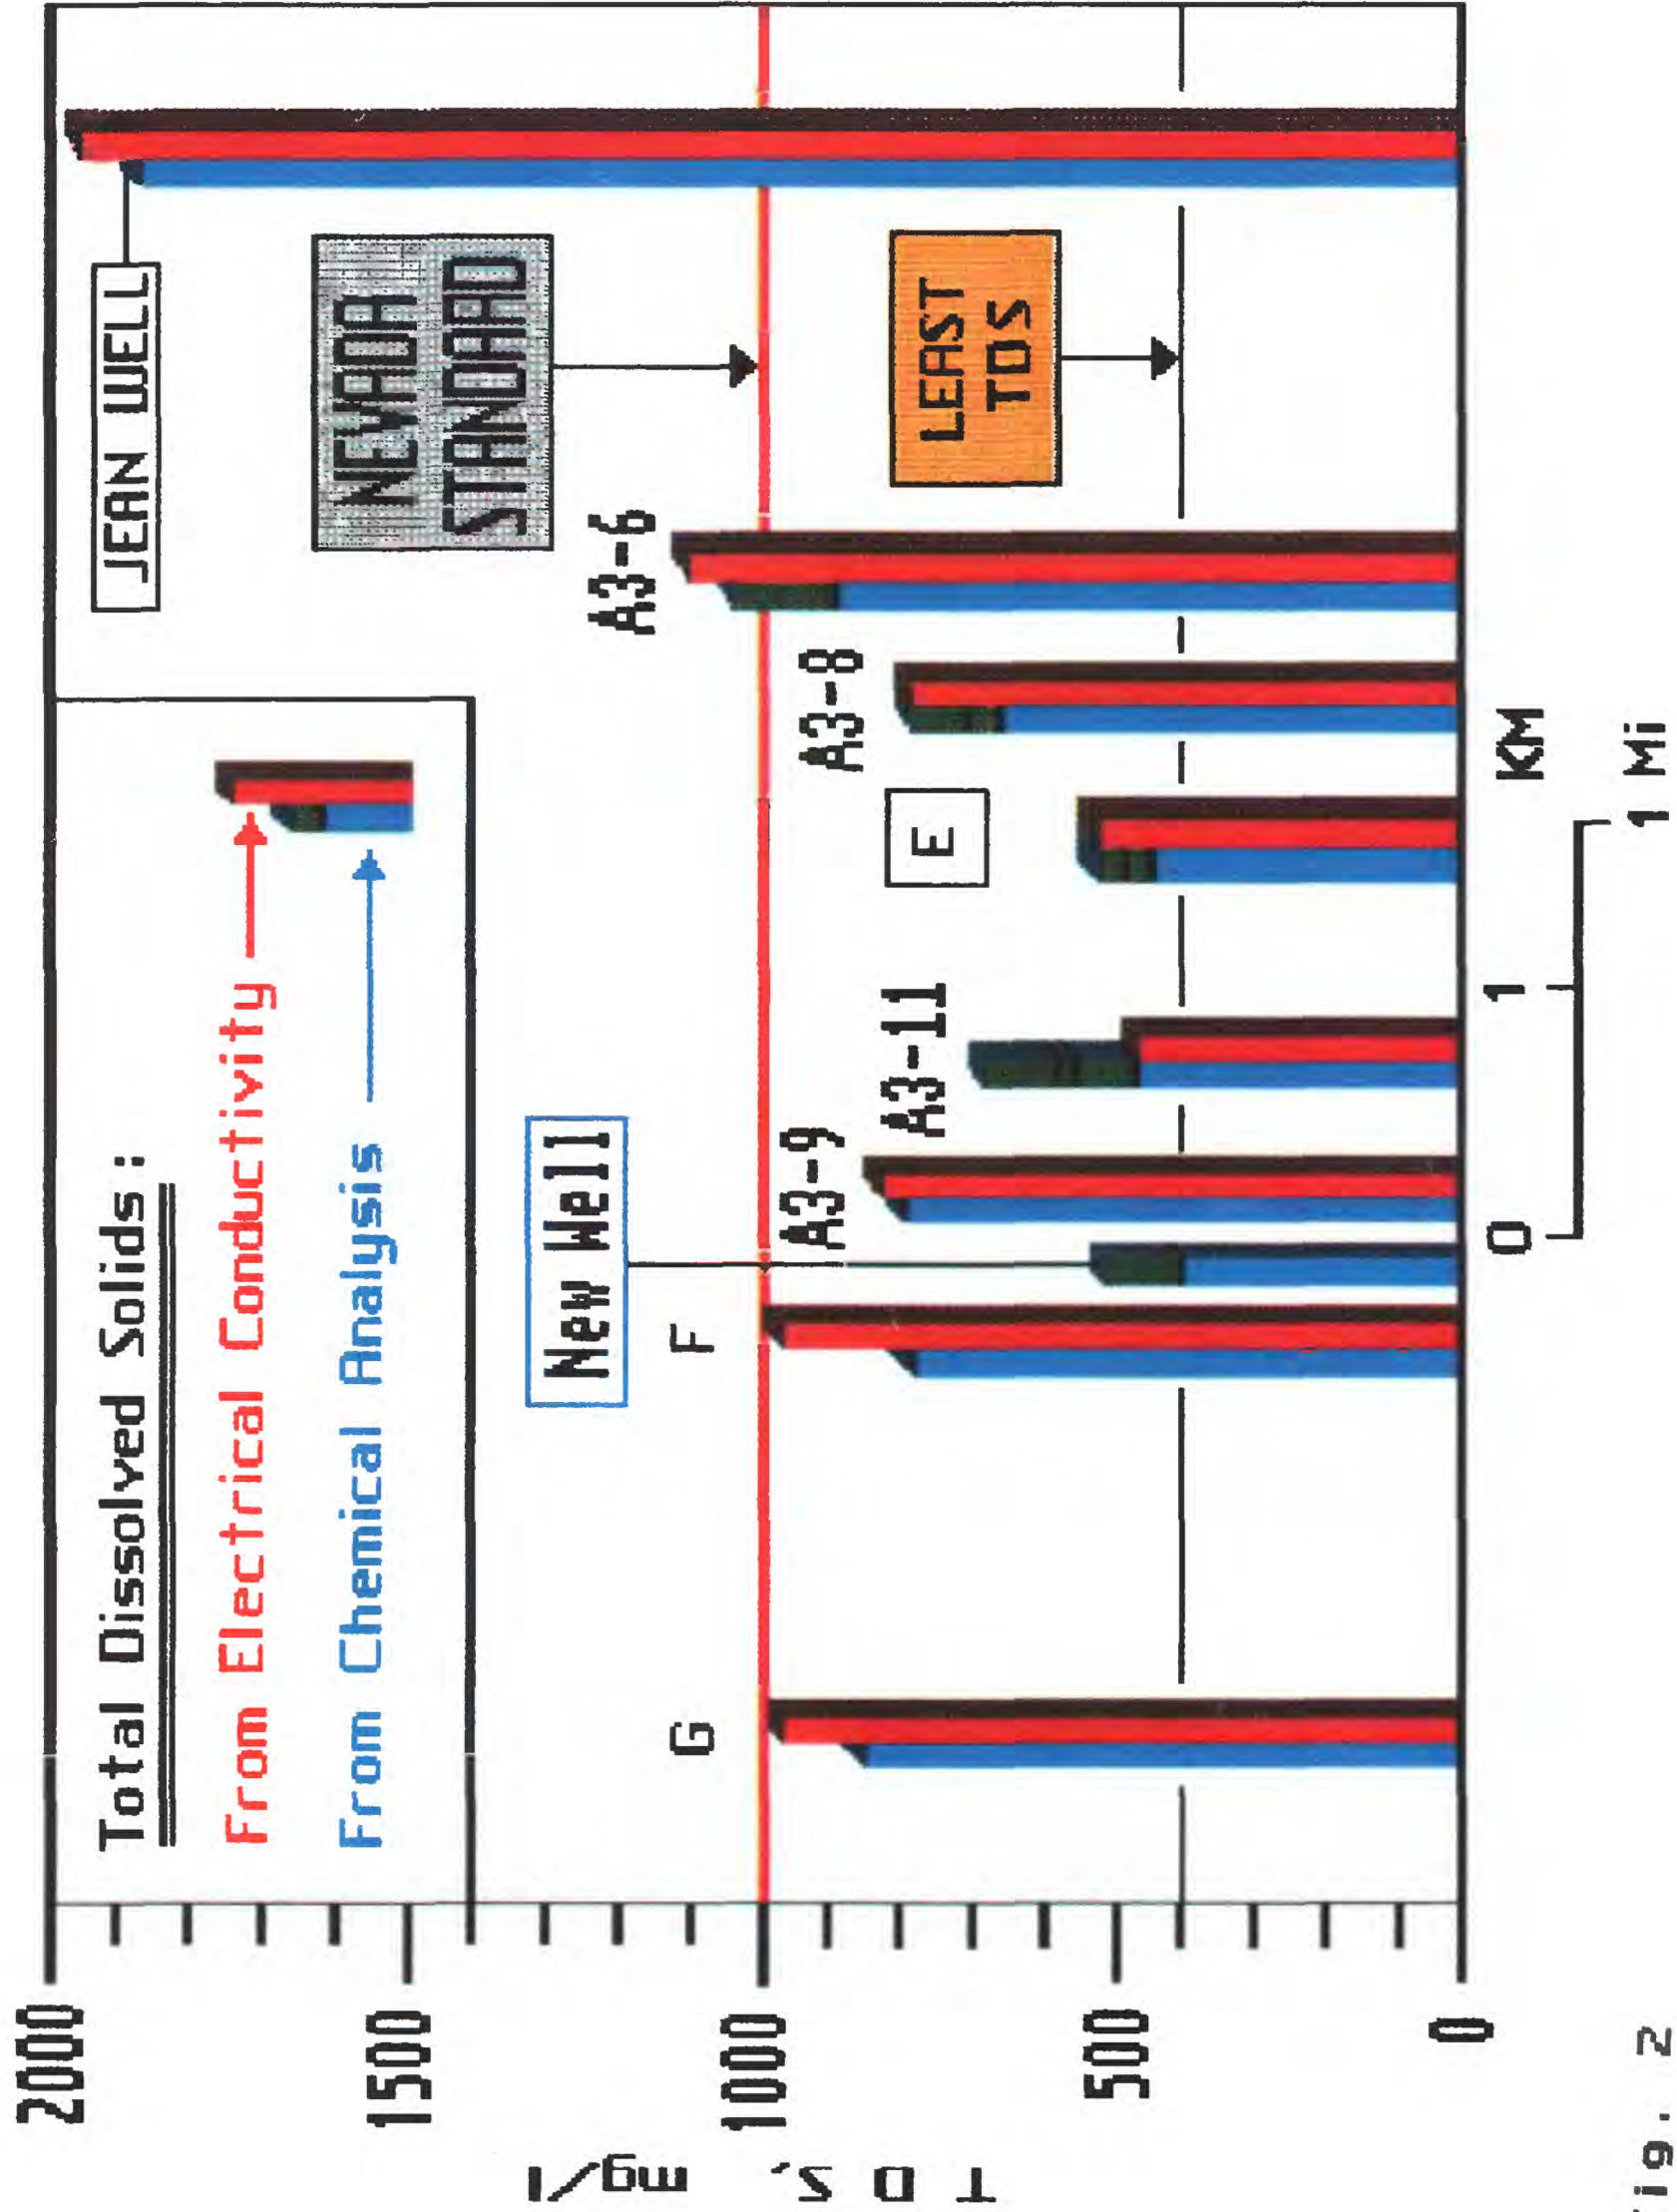 Total Dissolved Solids:
From Electrical Conductivity
From Chemical Analysis
JEAN WELL
NEVADA
STANDARD
LEAST
TDS
New Well
G
F
A3-9
A3-11
E
A3-8
A3-6
2000
1500
1000
500
0
TDS, mg/l
0
1
KM
1 Mi
Fig. 2